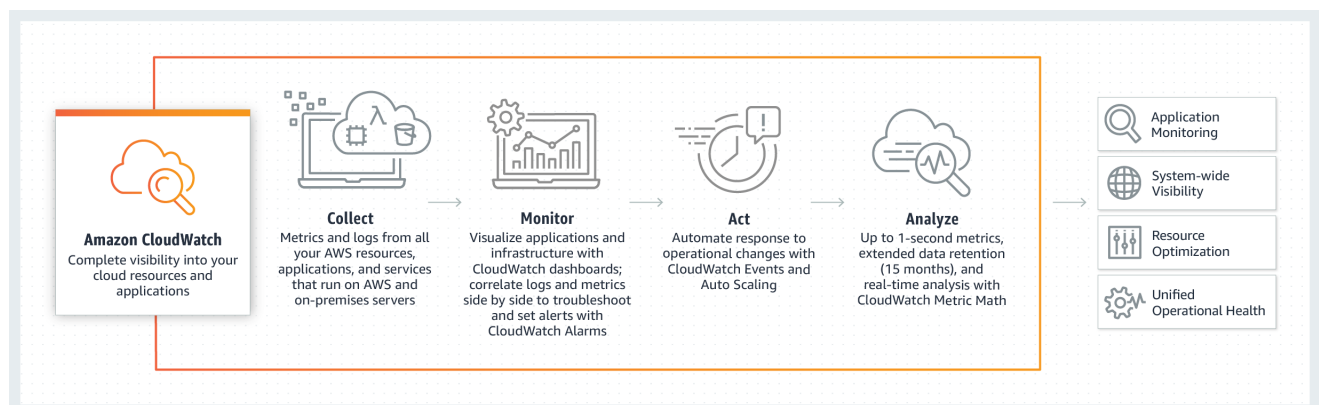 Amazon CloudWatch
Complete visibility into your
cloud resources and
applications
Collect
Metrics and logs from all
your AWS resources,
applications, and services
that run on AWS and
on-premises servers
Monitor
Visualize applications and
infrastructure with
CloudWatch dashboards;
correlate logs and metrics
side by side to troubleshoot
and set alerts with
CloudWatch Alarms
Act
Automate response to
operational changes with
CloudWatch Events and
Auto Scaling
Analyze
Up to 1-second metrics,
extended data retention
(15 months), and
real-time analysis with
CloudWatch Metric Math
Application
Monitoring
System-wide
Visibility
Resource
Optimization
Unified
Operational Health